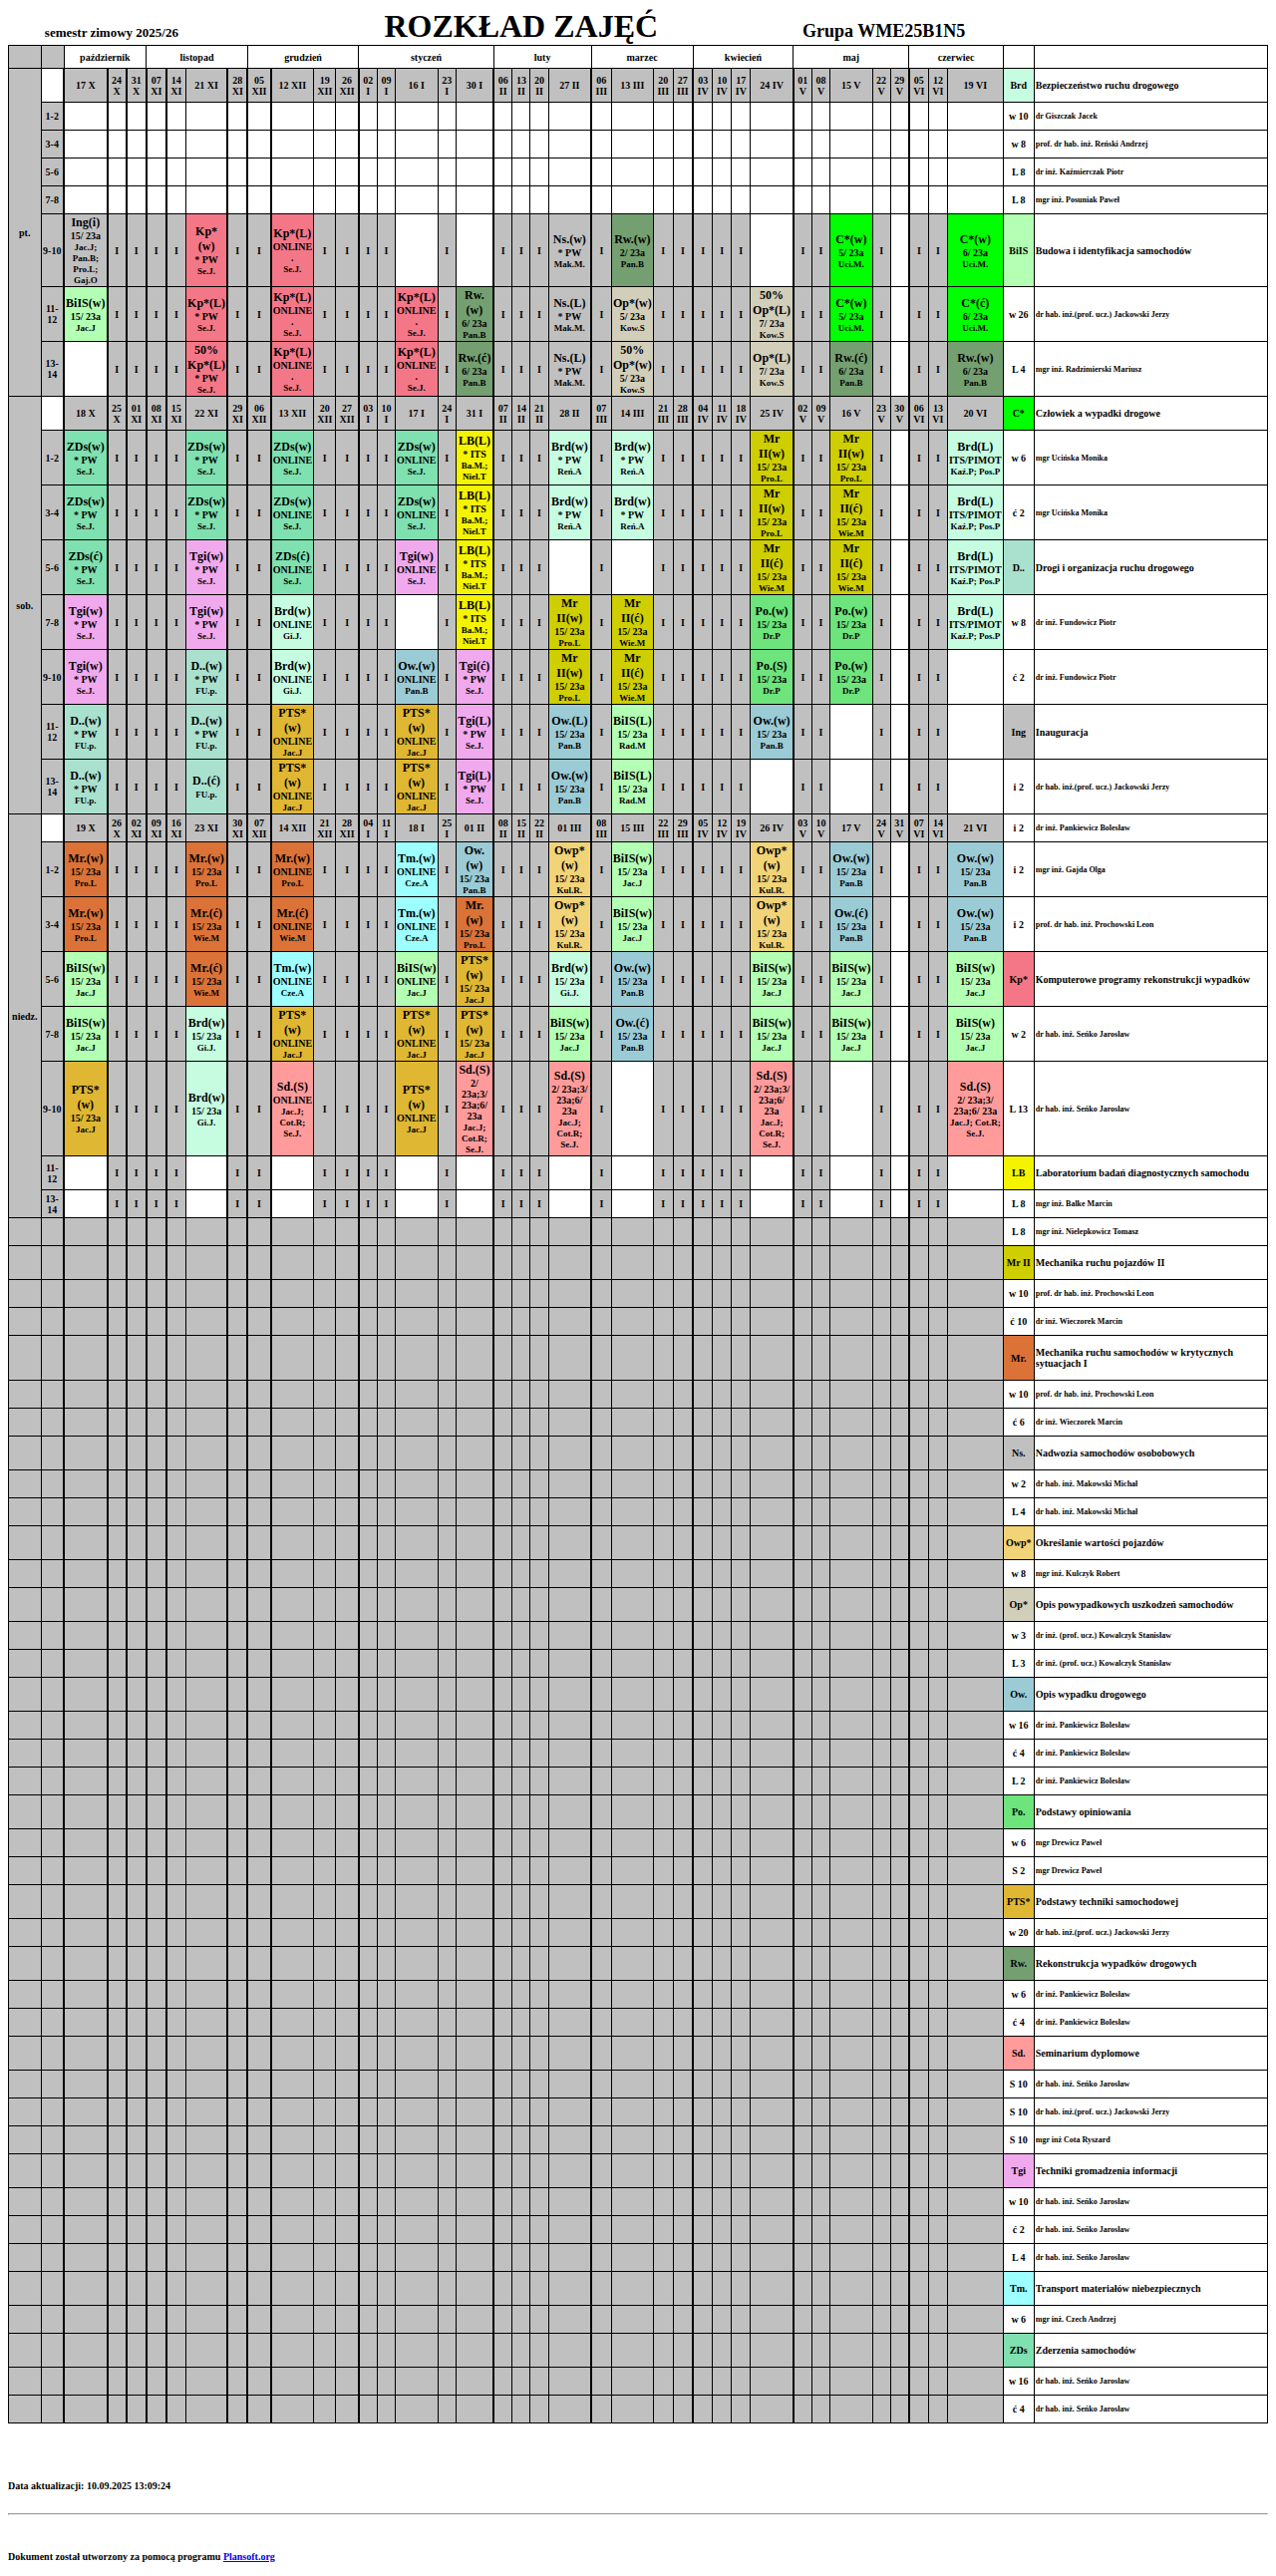 semestr zimowy 2025/26 ROZKŁAD ZAJĘĆ Grupa WME25B1N5
październik listopad grudzień styczeń luty marzec kwiecień maj czerwiec
pt. 17 X 24 X 31 X 07 XI 14 XI 21 XI 28 XI 05 XII 12 XII 19 XII 26 XII 02 I 09 I 16 I 23 I 30 I 06 II 13 II 20 II 27 II 06 III 13 III 20 III 27 III 03 IV 10 IV 17 IV 24 IV 01 V 08 V 15 V 22 V 29 V 05 VI 12 VI 19 VI Brd Bezpieczeństwo ruchu drogowego
1-2 w 10 dr Giszczak Jacek
3-4 w 8 prof. dr hab. inż. Reński Andrzej
5-6 L 8 dr inż. Kaźmierczak Piotr
7-8 L 8 mgr inż. Posuniak Paweł
9-10 Ing(i) 15/ 23a Jac.J; Pan.B; Pro.L; Gaj.O I I I I Kp*(w) * PW Se.J. I I Kp*(L) ONLINE . Se.J. I I I I I I I I Ns.(w) * PW Mak.M. I Rw.(w) 2/ 23a Pan.B I I I I I I I C*(w) 5/ 23a Uci.M. I I I C*(w) 6/ 23a Uci.M. BiIS Budowa i identyfikacja samochodów
11-12 BiIS(w) 15/ 23a Jac.J I I I I Kp*(L) * PW Se.J. I I Kp*(L) ONLINE . Se.J. I I I I Kp*(L) ONLINE . Se.J. I Rw.(w) 6/ 23a Pan.B I I I Ns.(L) * PW Mak.M. I Op*(w) 5/ 23a Kow.S I I I I I 50% Op*(L) 7/ 23a Kow.S I I C*(w) 5/ 23a Uci.M. I I I C*(ć) 6/ 23a Uci.M. w 26 dr hab. inż.(prof. ucz.) Jackowski Jerzy
13-14 I I I I 50% Kp*(L) * PW Se.J. I I Kp*(L) ONLINE . Se.J. I I I I Kp*(L) ONLINE . Se.J. I Rw.(ć) 6/ 23a Pan.B I I I Ns.(L) * PW Mak.M. I 50% Op*(w) 5/ 23a Kow.S I I I I I Op*(L) 7/ 23a Kow.S I I Rw.(ć) 6/ 23a Pan.B I I I Rw.(w) 6/ 23a Pan.B L 4 mgr inż. Radzimierski Mariusz
sob. 18 X 25 X 01 XI 08 XI 15 XI 22 XI 29 XI 06 XII 13 XII 20 XII 27 XII 03 I 10 I 17 I 24 I 31 I 07 II 14 II 21 II 28 II 07 III 14 III 21 III 28 III 04 IV 11 IV 18 IV 25 IV 02 V 09 V 16 V 23 V 30 V 06 VI 13 VI 20 VI C* Człowiek a wypadki drogowe
1-2 ZDs(w) * PW Se.J. I I I I ZDs(w) * PW Se.J. I I ZDs(w) ONLINE Se.J. I I I I ZDs(w) ONLINE Se.J. I LB(L) * ITS Ba.M.; Niel.T I I I Brd(w) * PW Reń.A I Brd(w) * PW Reń.A I I I I I Mr II(w) 15/ 23a Pro.L I I Mr II(w) 15/ 23a Pro.L I I I Brd(L) ITS/PIMOT Kaź.P; Pos.P w 6 mgr Ucińska Monika
3-4 ZDs(w) * PW Se.J. I I I I ZDs(w) * PW Se.J. I I ZDs(w) ONLINE Se.J. I I I I ZDs(w) ONLINE Se.J. I LB(L) * ITS Ba.M.; Niel.T I I I Brd(w) * PW Reń.A I Brd(w) * PW Reń.A I I I I I Mr II(w) 15/ 23a Pro.L I I Mr II(ć) 15/ 23a Wie.M I I I Brd(L) ITS/PIMOT Kaź.P; Pos.P ć 2 mgr Ucińska Monika
5-6 ZDs(ć) * PW Se.J. I I I I Tgi(w) * PW Se.J. I I ZDs(ć) ONLINE Se.J. I I I I Tgi(w) ONLINE Se.J. I LB(L) * ITS Ba.M.; Niel.T I I I I I I I I I Mr II(ć) 15/ 23a Wie.M I I Mr II(ć) 15/ 23a Wie.M I I I Brd(L) ITS/PIMOT Kaź.P; Pos.P D.. Drogi i organizacja ruchu drogowego
7-8 Tgi(w) * PW Se.J. I I I I Tgi(w) * PW Se.J. I I Brd(w) ONLINE Gi.J. I I I I I LB(L) * ITS Ba.M.; Niel.T I I I Mr II(w) 15/ 23a Pro.L I Mr II(ć) 15/ 23a Wie.M I I I I I Po.(w) 15/ 23a Dr.P I I Po.(w) 15/ 23a Dr.P I I I Brd(L) ITS/PIMOT Kaź.P; Pos.P w 8 dr inż. Fundowicz Piotr
9-10 Tgi(w) * PW Se.J. I I I I D..(w) * PW FU.p. I I Brd(w) ONLINE Gi.J. I I I I Ow.(w) ONLINE Pan.B I Tgi(ć) * PW Se.J. I I I Mr II(w) 15/ 23a Pro.L I Mr II(ć) 15/ 23a Wie.M I I I I I Po.(S) 15/ 23a Dr.P I I Po.(w) 15/ 23a Dr.P I I I ć 2 dr inż. Fundowicz Piotr
11-12 D..(w) * PW FU.p. I I I I D..(w) * PW FU.p. I I PTS*(w) ONLINE Jac.J I I I I PTS*(w) ONLINE Jac.J I Tgi(L) * PW Se.J. I I I Ow.(L) 15/ 23a Pan.B I BiIS(L) 15/ 23a Rad.M I I I I I Ow.(w) 15/ 23a Pan.B I I I I I Ing Inauguracja
13-14 D..(w) * PW FU.p. I I I I D..(ć) FU.p. I I PTS*(w) ONLINE Jac.J I I I I PTS*(w) ONLINE Jac.J I Tgi(L) * PW Se.J. I I I Ow.(w) 15/ 23a Pan.B I BiIS(L) 15/ 23a Rad.M I I I I I I I I I I i 2 dr hab. inż.(prof. ucz.) Jackowski Jerzy
niedz. 19 X 26 X 02 XI 09 XI 16 XI 23 XI 30 XI 07 XII 14 XII 21 XII 28 XII 04 I 11 I 18 I 25 I 01 II 08 II 15 II 22 II 01 III 08 III 15 III 22 III 29 III 05 IV 12 IV 19 IV 26 IV 03 V 10 V 17 V 24 V 31 V 07 VI 14 VI 21 VI i 2 dr inż. Pankiewicz Bolesław
1-2 Mr.(w) 15/ 23a Pro.L I I I I Mr.(w) 15/ 23a Pro.L I I Mr.(w) ONLINE Pro.L I I I I Tm.(w) ONLINE Cze.A I Ow.(w) 15/ 23a Pan.B I I I Owp*(w) 15/ 23a Kul.R. I BiIS(w) 15/ 23a Jac.J I I I I I Owp*(w) 15/ 23a Kul.R. I I Ow.(w) 15/ 23a Pan.B I I I Ow.(w) 15/ 23a Pan.B i 2 mgr inż. Gajda Olga
3-4 Mr.(w) 15/ 23a Pro.L I I I I Mr.(ć) 15/ 23a Wie.M I I Mr.(ć) ONLINE Wie.M I I I I Tm.(w) ONLINE Cze.A I Mr.(w) 15/ 23a Pro.L I I I Owp*(w) 15/ 23a Kul.R. I BiIS(w) 15/ 23a Jac.J I I I I I Owp*(w) 15/ 23a Kul.R. I I Ow.(ć) 15/ 23a Pan.B I I I Ow.(w) 15/ 23a Pan.B i 2 prof. dr hab. inż. Prochowski Leon
5-6 BiIS(w) 15/ 23a Jac.J I I I I Mr.(ć) 15/ 23a Wie.M I I Tm.(w) ONLINE Cze.A I I I I BiIS(w) ONLINE Jac.J I PTS*(w) 15/ 23a Jac.J I I I Brd(w) 15/ 23a Gi.J. I Ow.(w) 15/ 23a Pan.B I I I I I BiIS(w) 15/ 23a Jac.J I I BiIS(w) 15/ 23a Jac.J I I I BiIS(w) 15/ 23a Jac.J Kp* Komputerowe programy rekonstrukcji wypadków
7-8 BiIS(w) 15/ 23a Jac.J I I I I Brd(w) 15/ 23a Gi.J. I I PTS*(w) ONLINE Jac.J I I I I PTS*(w) ONLINE Jac.J I PTS*(w) 15/ 23a Jac.J I I I BiIS(w) 15/ 23a Jac.J I Ow.(ć) 15/ 23a Pan.B I I I I I BiIS(w) 15/ 23a Jac.J I I BiIS(w) 15/ 23a Jac.J I I I BiIS(w) 15/ 23a Jac.J w 2 dr hab. inż. Seńko Jarosław
9-10 PTS*(w) 15/ 23a Jac.J I I I I Brd(w) 15/ 23a Gi.J. I I Sd.(S) ONLINE Jac.J; Cot.R; Se.J. I I I I PTS*(w) ONLINE Jac.J I Sd.(S) 2/ 23a;3/ 23a;6/ 23a Jac.J; Cot.R; Se.J. I I I Sd.(S) 2/ 23a;3/ 23a;6/ 23a Jac.J; Cot.R; Se.J. I I I I I I Sd.(S) 2/ 23a;3/ 23a;6/ 23a Jac.J; Cot.R; Se.J. I I I I I Sd.(S) 2/ 23a;3/ 23a;6/ 23a Jac.J; Cot.R; Se.J. L 13 dr hab. inż. Seńko Jarosław
11-12 I I I I I I I I I I I I I I I I I I I I I I I I I LB Laboratorium badań diagnostycznych samochodu
13-14 I I I I I I I I I I I I I I I I I I I I I I I I I L 8 mgr inż. Balke Marcin
L 8 mgr inż. Nielepkowicz Tomasz
Mr II Mechanika ruchu pojazdów II
w 10 prof. dr hab. inż. Prochowski Leon
ć 10 dr inż. Wieczorek Marcin
Mr. Mechanika ruchu samochodów w krytycznych
sytuacjach I
w 10 prof. dr hab. inż. Prochowski Leon
ć 6 dr inż. Wieczorek Marcin
Ns. Nadwozia samochodów osobobowych
w 2 dr hab. inż. Makowski Michał
L 4 dr hab. inż. Makowski Michał
Owp* Określanie wartości pojazdów
w 8 mgr inż. Kulczyk Robert
Op* Opis powypadkowych uszkodzeń samochodów
w 3 dr inż. (prof. ucz.) Kowalczyk Stanisław
L 3 dr inż. (prof. ucz.) Kowalczyk Stanisław
Ow. Opis wypadku drogowego
w 16 dr inż. Pankiewicz Bolesław
ć 4 dr inż. Pankiewicz Bolesław
L 2 dr inż. Pankiewicz Bolesław
Po. Podstawy opiniowania
w 6 mgr Drewicz Paweł
S 2 mgr Drewicz Paweł
PTS* Podstawy techniki samochodowej
w 20 dr hab. inż.(prof. ucz.) Jackowski Jerzy
Rw. Rekonstrukcja wypadków drogowych
w 6 dr inż. Pankiewicz Bolesław
ć 4 dr inż. Pankiewicz Bolesław
Sd. Seminarium dyplomowe
S 10 dr hab. inż. Seńko Jarosław
S 10 dr hab. inż.(prof. ucz.) Jackowski Jerzy
S 10 mgr inż Cota Ryszard
Tgi Techniki gromadzenia informacji
w 10 dr hab. inż. Seńko Jarosław
ć 2 dr hab. inż. Seńko Jarosław
L 4 dr hab. inż. Seńko Jarosław
Tm. Transport materiałów niebezpiecznych
w 6 mgr inż. Czech Andrzej
ZDs Zderzenia samochodów
w 16 dr hab. inż. Seńko Jarosław
ć 4 dr hab. inż. Seńko Jarosław
Data aktualizacji: 10.09.2025 13:09:24
Dokument został utworzony za pomocą programu Plansoft.org